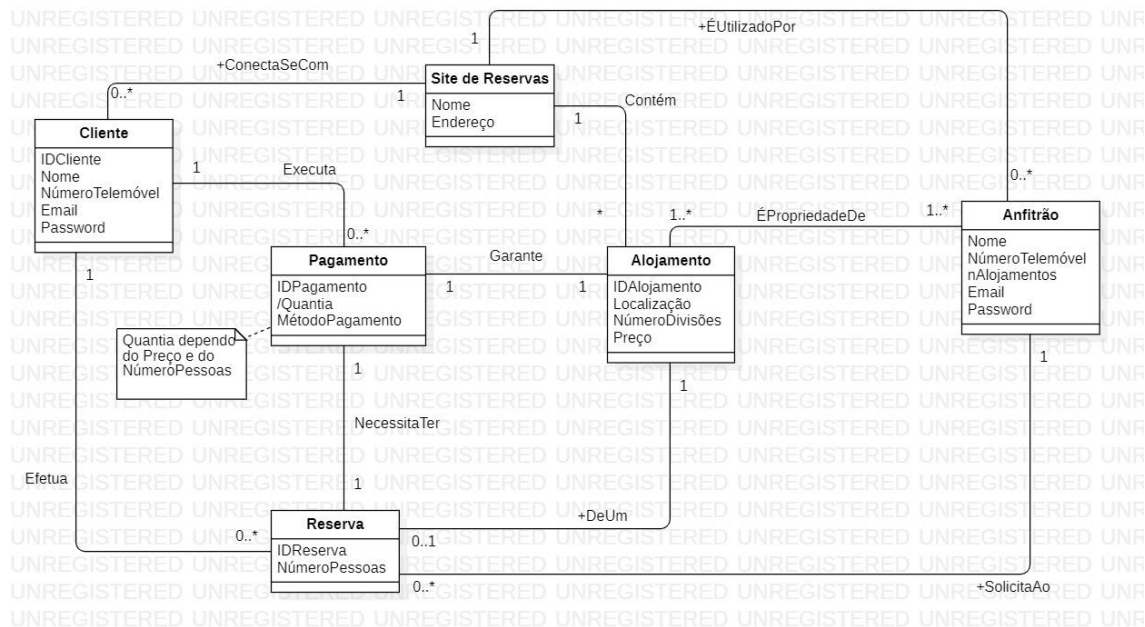 +ÉUtilizadoPor
1
+ConectaSeCom
0..*
1
Site de Reservas
Nome
Endereço
1
Contém
*
Cliente
IDCliente
Nome
NúmeroTelemóvel
Email
Password
1
Executa
0..*
0..*
1..*
ÉPropriedadeDe
1..*
Anfitrão
Nome
NúmeroTelemóvel
nAlojamentos
Email
Password
Pagamento
IDPagamento
/Quantia
MétodoPagamento
Garante
1
1
Alojamento
IDAlojamento
Localização
NúmeroDivisões
Preço
1
Quantia dependo
do Preço e do
NúmeroPessoas
1
1
1
NecessitaTer
Efetua
1
Reserva
IDReserva
NúmeroPessoas
0..*
+DeUm
0..1
0..*
+SolicitaAo
UNREGISTERED